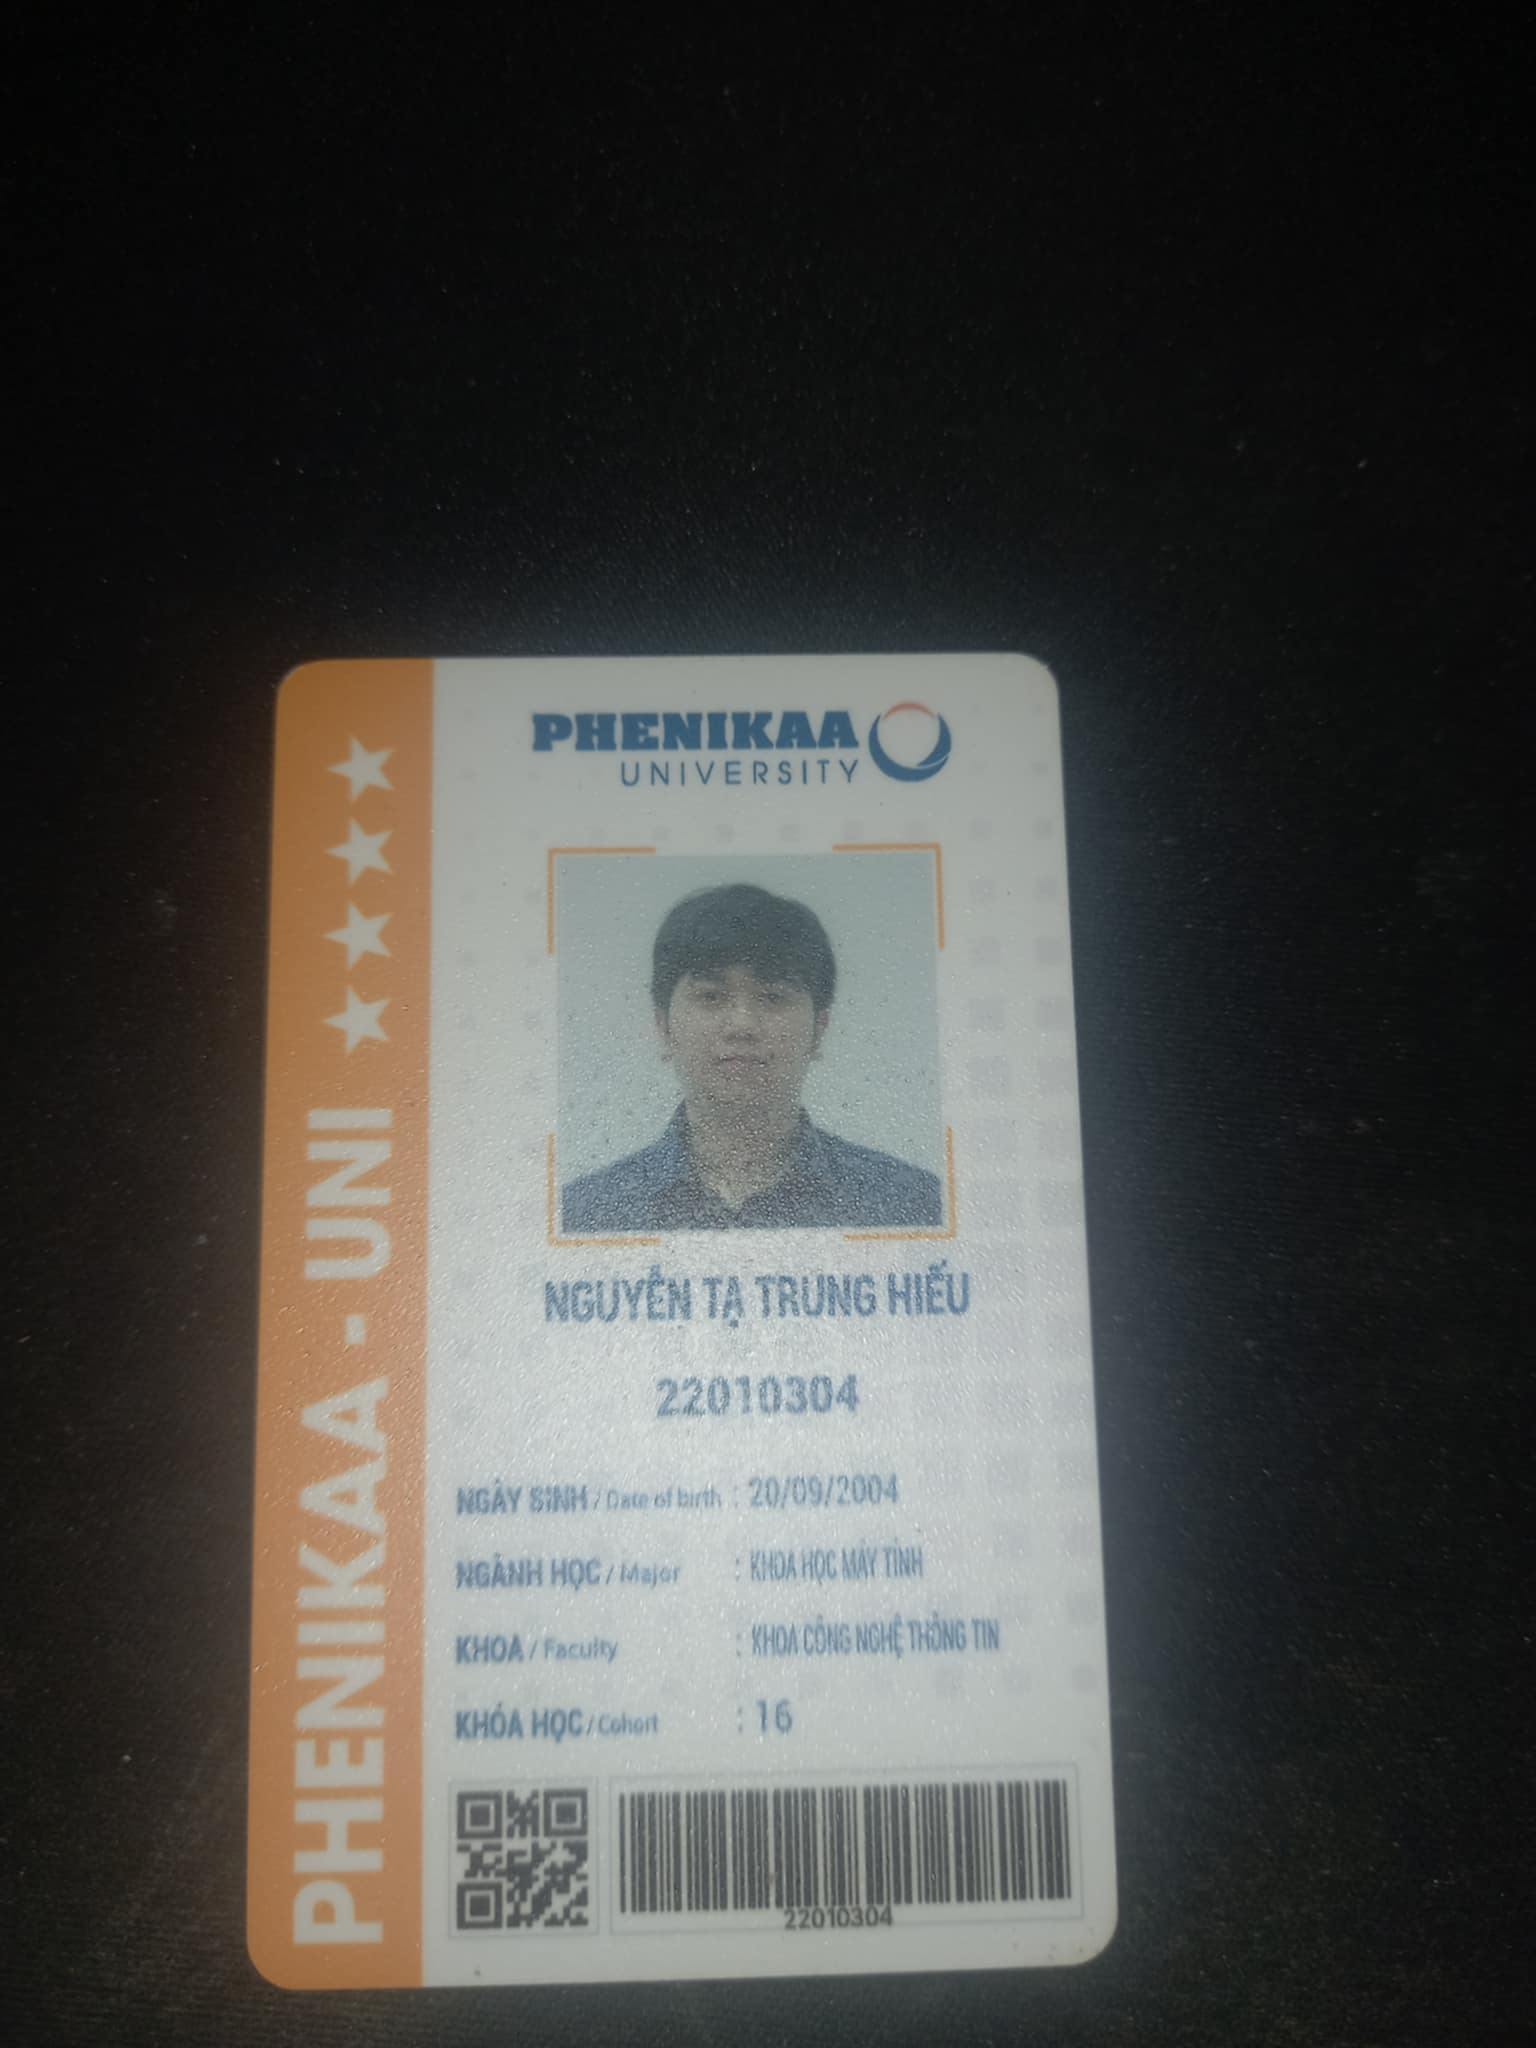 PHENIKAA
UNIVERSITY
NGUYỄN TẠ TRUNG HIẾU
22010304
NGÀY SINH / Date of birth : 20/09/2004
NGÀNH HỌC / Major : KHOA HỌC MÁY TÍNH
KHOA / Faculty : KHOA CÔNG NGHỆ THÔNG TIN
KHÓA HỌC / Cohort : 16
22010304
PHENIKAA - UNI